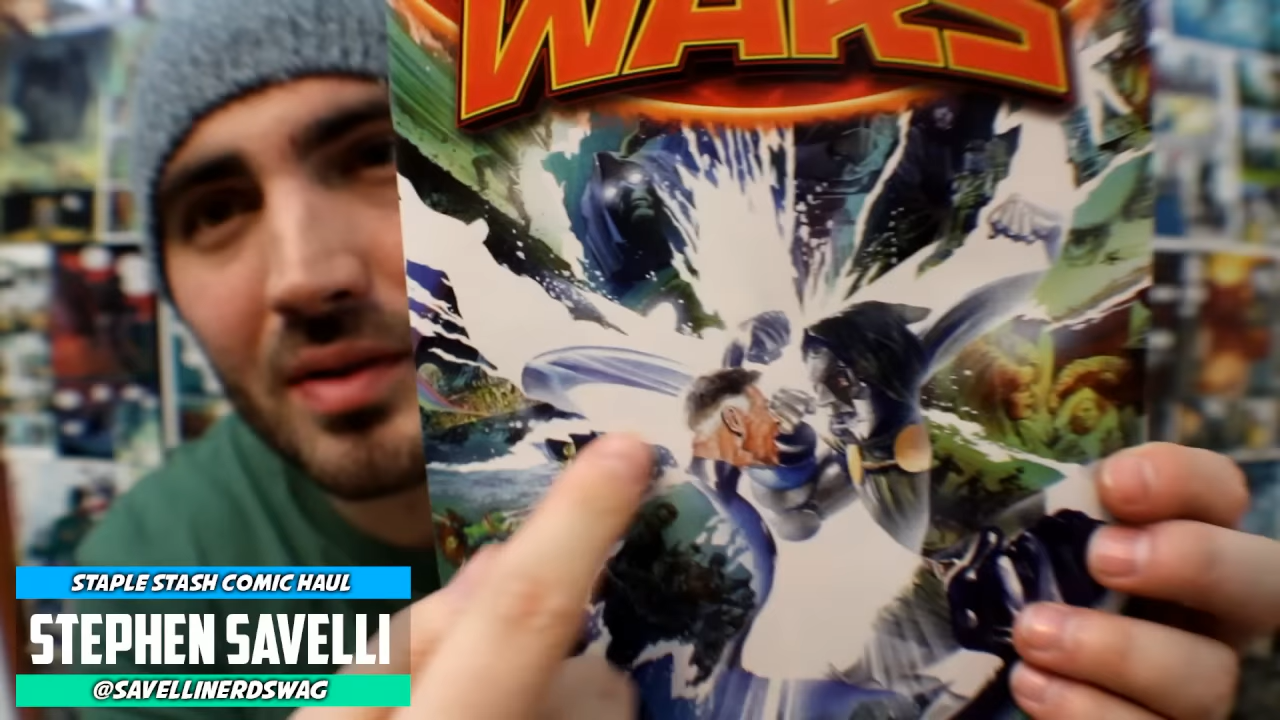 WARS
STAPLE STASH COMIC HAUL
STEPHEN SAVELLI
@SAVELLINERDSWAG